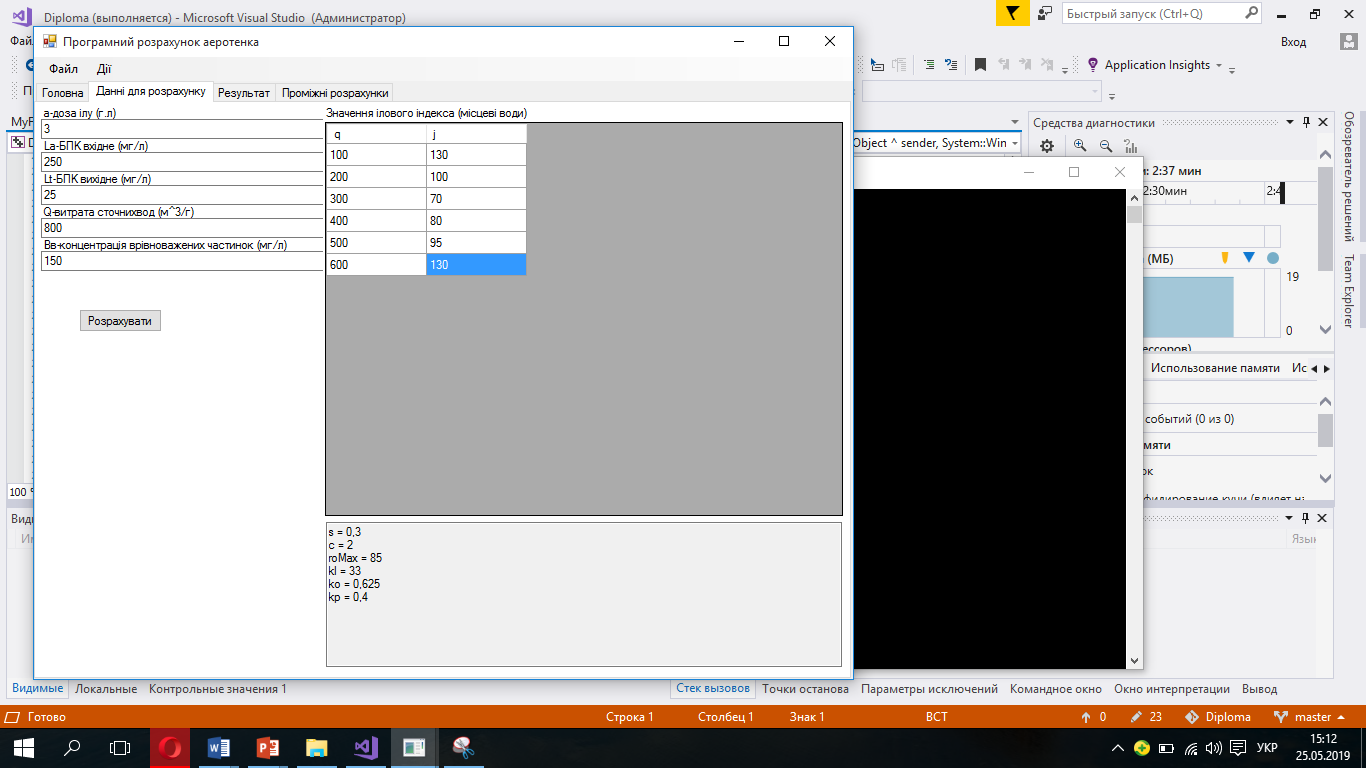 Diploma (выполняется) - Microsoft Visual Studio (Администратор)
Быстрый запуск (Ctrl+Q)
Вход
Application Insights
Програмний розрахунок аеротенка
Файл Дії
Головна Данні для розрахунку Результат Проміжні розрахунки
а-доза ілу (г.л)
3
La-БПК вхідне (мг/л)
250
Lt-БПК вихідне (мг/л)
25
Q-витрата сточнихвод (м^3/г)
800
Вв-концентрація врівноважених частинок (мг/л)
150
Розрахувати
Значення ілового індекса (місцеві води)
q j
100 130
200 100
300 70
400 80
500 95
600 130
s = 0,3
c = 2
roMax = 85
kl = 33
ko = 0,625
kp = 0,4
Object ^ sender, System::Win
Средства диагностики
: 2:37 мин
2:30мин
(МБ)
19
0
Использование памяти Ис
событий (0 из 0)
Обозреватель решений
Team Explorer
100 %
Язык
Видимые Локальные Контрольные значения 1
Стек вызовов Точки останова Параметры исключений Командное окно Окно интерпретации Вывод
Готово Строка 1 Столбец 1 Знак 1 ВСТ 0 23 Diploma master
УКР
15:12
25.05.2019